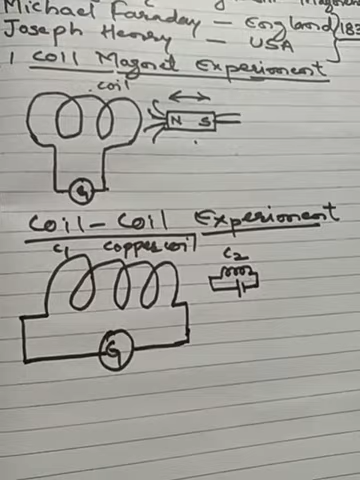 Michael Faraday — England
Joseph Henry — USA
1 Coil Magnet Experiment
coil
N S
G
Coil-Coil Experiment
C1 copper coil
C2
G